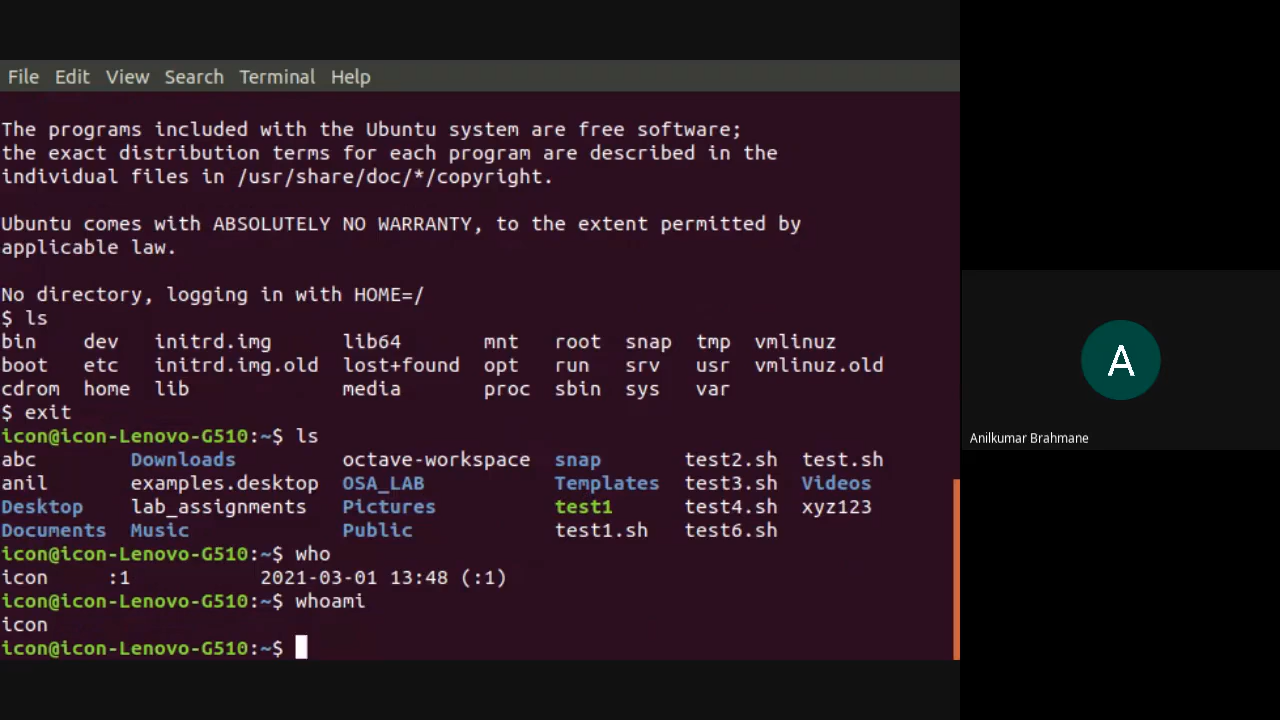 File Edit View Search Terminal Help
The programs included with the Ubuntu system are free software;
the exact distribution terms for each program are described in the
individual files in /usr/share/doc/*/copyright.
Ubuntu comes with ABSOLUTELY NO WARRANTY, to the extent permitted by
applicable law.
No directory, logging in with HOME=/
$ ls
bin dev initrd.img lib64 mnt root snap tmp vmlinuz
boot etc initrd.img.old lost+found opt run srv usr vmlinuz.old
cdrom home lib media proc sbin sys var
$ exit
icon@icon-Lenovo-G510:~$ ls
abc Downloads octave-workspace snap test2.sh test.sh
anil examples.desktop OSA_LAB Templates test3.sh Videos
Desktop lab_assignments Pictures test1 test4.sh xyz123
Documents Music Public test1.sh test6.sh
icon@icon-Lenovo-G510:~$ who
icon :1 2021-03-01 13:48 (:1)
icon@icon-Lenovo-G510:~$ whoami
icon
icon@icon-Lenovo-G510:~$
A
Anilkumar Brahmane